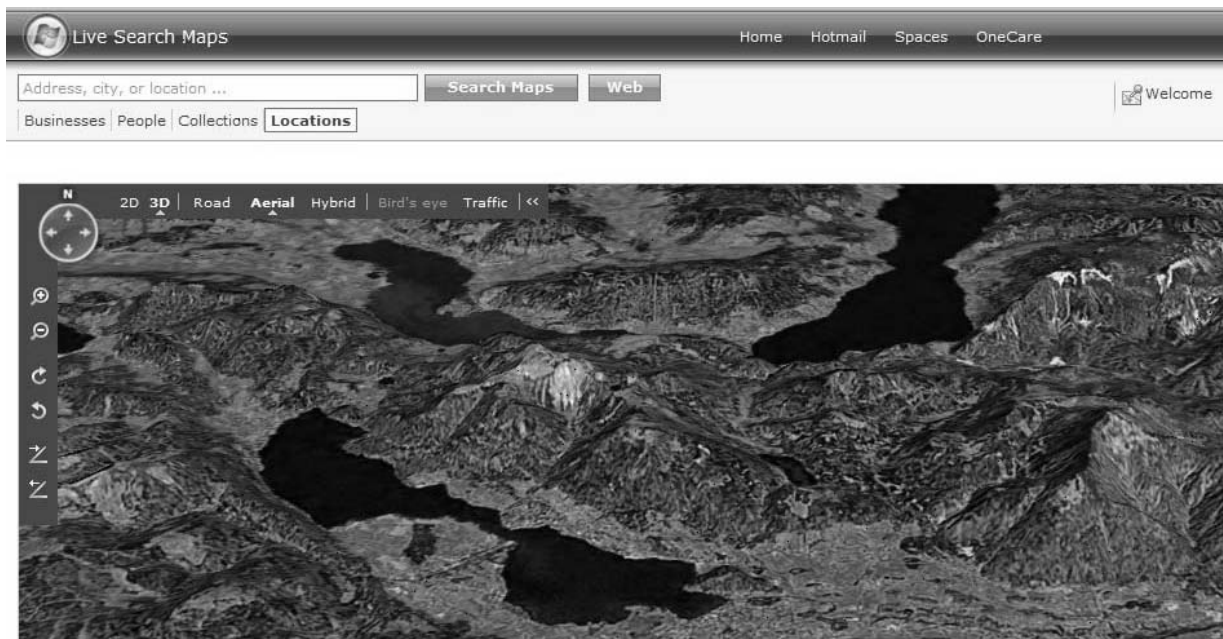 Live Search Maps Home Hotmail Spaces OneCare
Address, city, or location ...
Search Maps Web
Welcome
Businesses People Collections Locations
N
2D 3D Road Aerial Hybrid Bird's eye Traffic <<